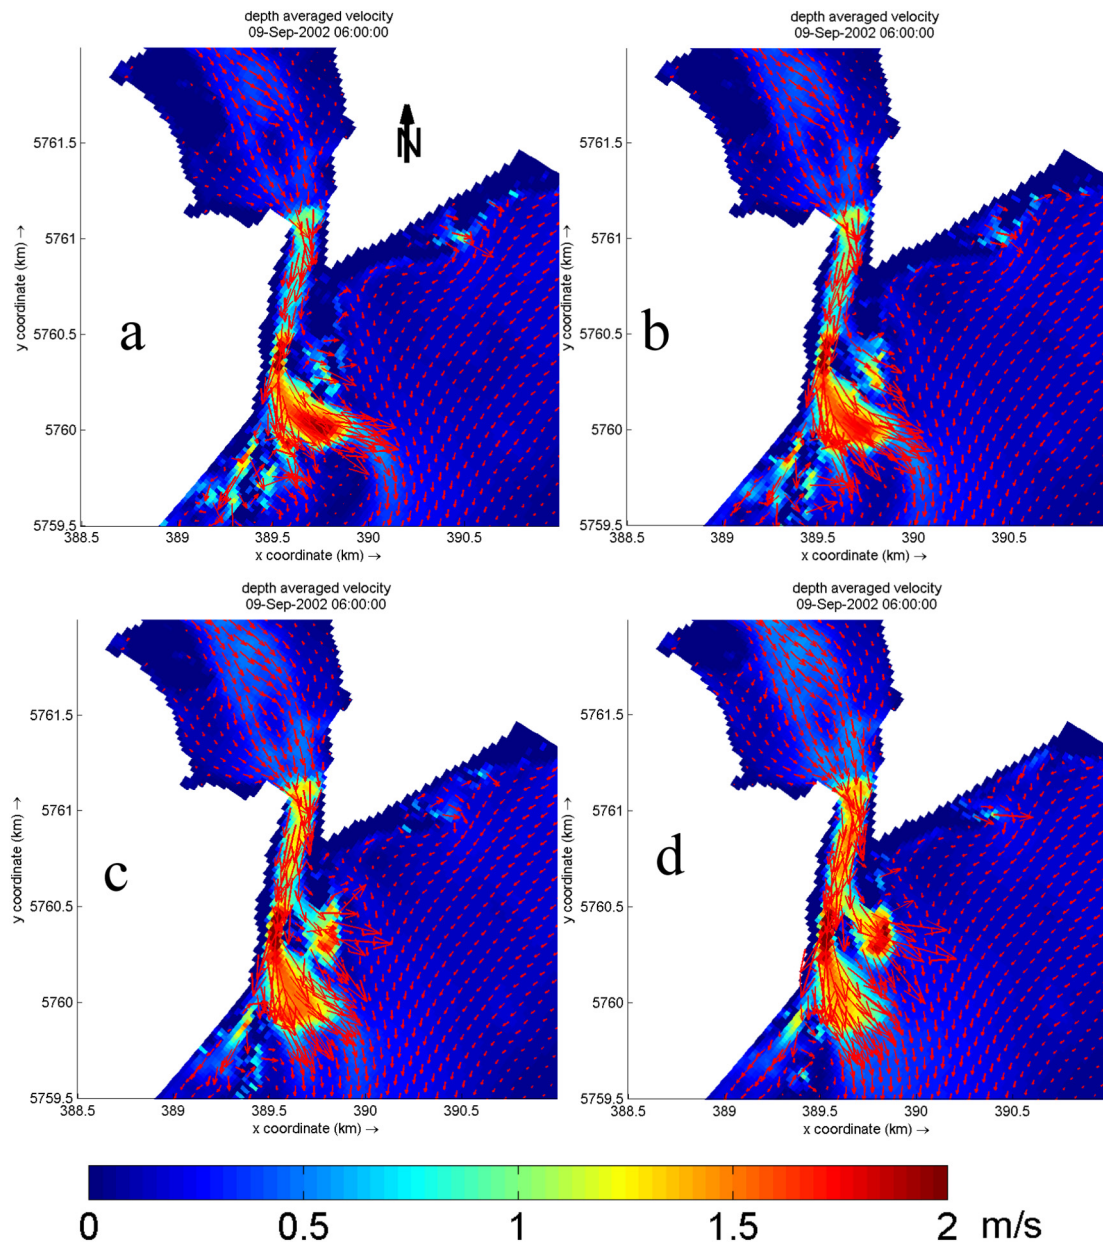 depth averaged velocity
09-Sep-2002 06:00:00
N
a
5761.5
5761
5760.5
5760
5759.5
y coordinate (km) →
388.5 389 389.5 390 390.5
x coordinate (km) →
depth averaged velocity
09-Sep-2002 06:00:00
b
5761.5
5761
5760.5
5760
5759.5
y coordinate (km) →
388.5 389 389.5 390 390.5
x coordinate (km) →
depth averaged velocity
09-Sep-2002 06:00:00
c
5761.5
5761
5760.5
5760
5759.5
y coordinate (km) →
388.5 389 389.5 390 390.5
x coordinate (km) →
depth averaged velocity
09-Sep-2002 06:00:00
d
5761.5
5761
5760.5
5760
5759.5
y coordinate (km) →
388.5 389 389.5 390 390.5
x coordinate (km) →
0 0.5 1 1.5 2 m/s